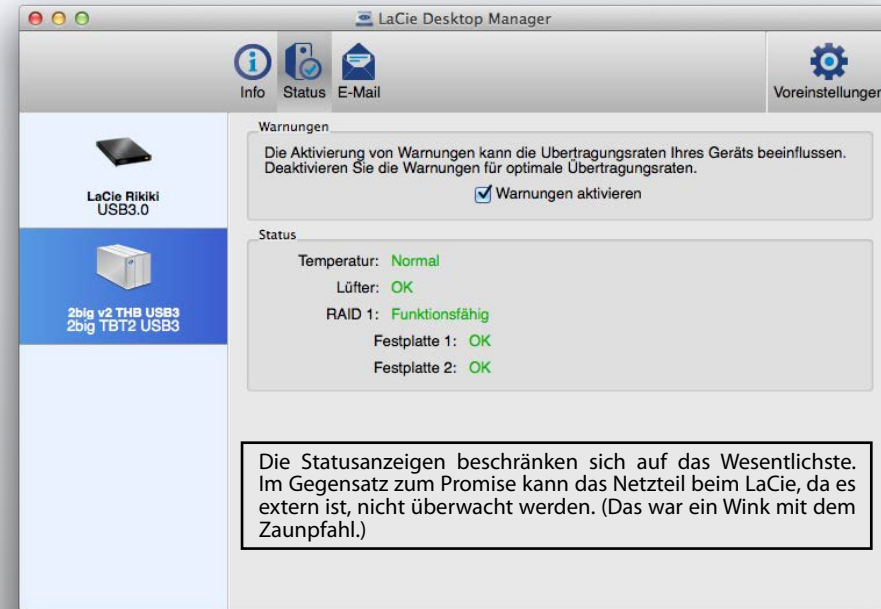 LaCie Desktop Manager
Info Status E-Mail Voreinstellungen
Warnungen
Die Aktivierung von Warnungen kann die Ubertragungsraten Ihres Geräts beeinflussen.
Deaktivieren Sie die Warnungen für optimale Übertragungsraten.
Warnungen aktivieren
LaCie Rikiki
USB3.0
2big v2 THB USB3
2big TBT2 USB3
Status
Temperatur: Normal
Lüfter: OK
RAID 1: Funktionsfähig
Festplatte 1: OK
Festplatte 2: OK
Die Statusanzeigen beschränken sich auf das Wesentlichste.
Im Gegensatz zum Promise kann das Netzteil beim LaCie, da es
extern ist, nicht überwacht werden. (Das war ein Wink mit dem
Zaunpfahl.)